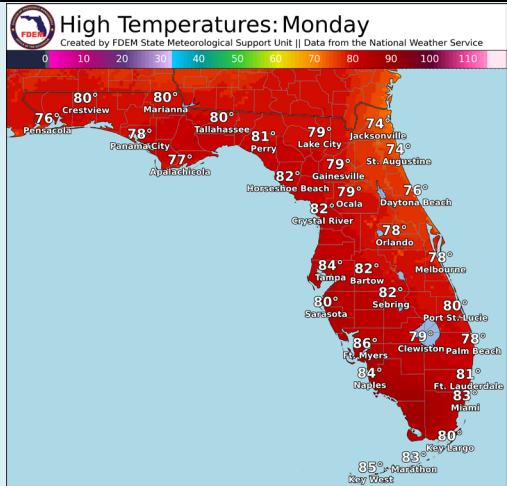 FDEM
High Temperatures: Monday
Created by FDEM State Meteorological Support Unit || Data from the National Weather Service
0 10 20 30 40 50 60 70 80 90 100 110
80°
Crestview
80°
Marianna
76°
Pensacola
78°
Panama City
80°
Tallahassee
77°
Apalachicola
81°
Perry
79°
Lake City
74°
Jacksonville
74°
St. Augustine
79°
Gainesville
82°
Horseshoe Beach
79°
Ocala
76°
Daytona Beach
82°
Crystal River
78°
Orlando
78°
Melbourne
84°
Tampa
82°
Bartow
82°
Sebring
80°
Sarasota
80°
Port St. Lucie
86°
Ft. Myers
79°
Clewiston
78°
Palm Beach
84°
Naples
81°
Ft. Lauderdale
83°
Miami
80°
Key Largo
83°
Marathon
85°
Key West